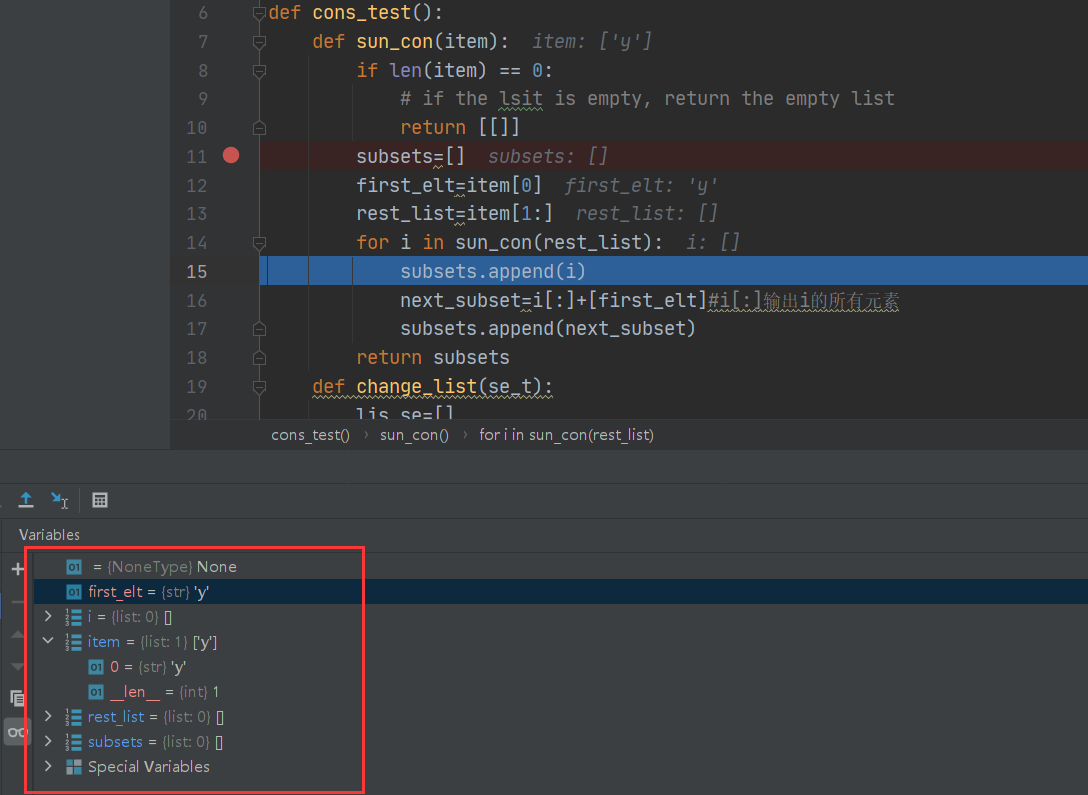 6 def cons_test():
7 def sun_con(item): item: ['y']
8 if len(item) == 0:
9 # if the lsit is empty, return the empty list
10 return [[]]
11 subsets=[] subsets: []
12 first_elt=item[0] first_elt: 'y'
13 rest_list=item[1:] rest_list: []
14 for i in sun_con(rest_list): i: []
15 subsets.append(i)
16 next_subset=i[:]+[first_elt]#i[:]输出i的所有元素
17 subsets.append(next_subset)
18 return subsets
19 def change_list(se_t):
20 lis_se=[]
cons_test() › sun_con() › for i in sun_con(rest_list)
Variables
01 = {NoneType} None
01 first_elt = {str} 'y'
i = {list: 0} []
item = {list: 1} ['y']
01 0 = {str} 'y'
01 __len__ = {int} 1
rest_list = {list: 0} []
subsets = {list: 0} []
Special Variables